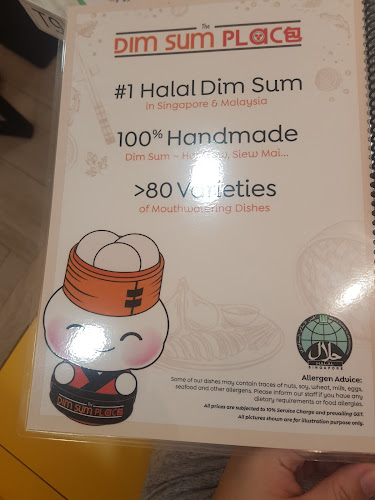 The
DIM SUM PLAC包
#1 Halal Dim Sum
in Singapore & Malaysia
100% Handmade
Dim Sum ~ Har Gow, Siew Mai...
>80 Varieties
of Mouthwatering Dishes
حلال
HALAL
SINGAPORE
DIM SUM PLAC包
Allergen Advice:
Some of our dishes may contain traces of nuts, soy, wheat, milk, eggs,
seafood and other allergens. Please inform our staff if you have any
dietary requirements or food allergies.
All prices are subjected to 10% Service Charge and prevailing GST.
All pictures shown are for illustration purpose only.